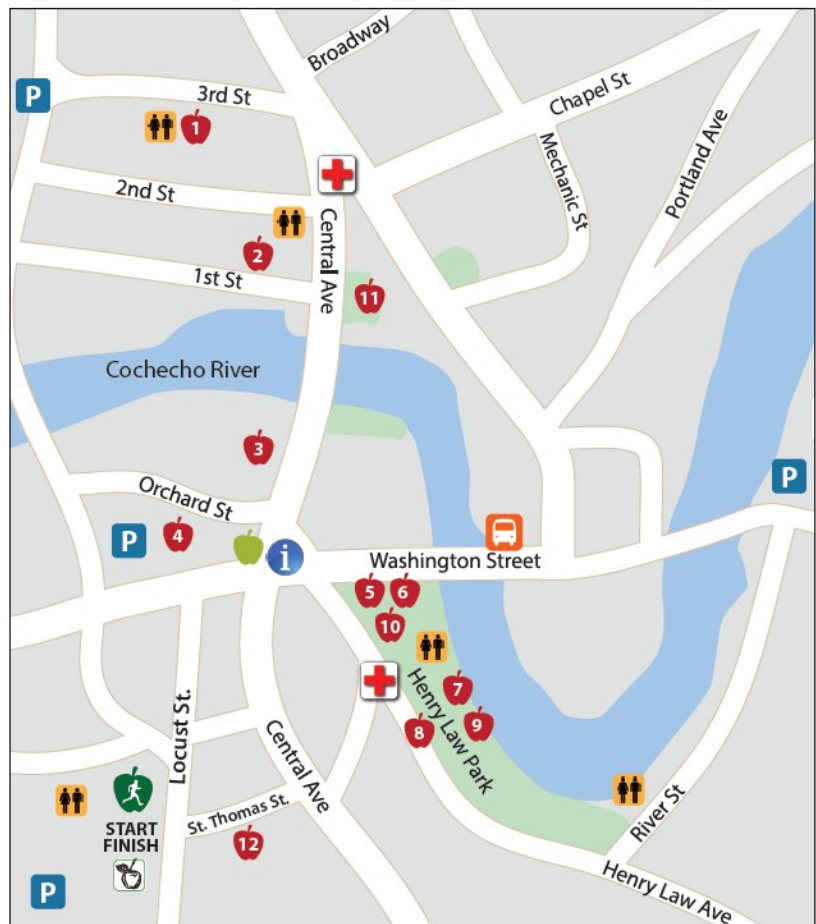 Broadway
P
3rd St
1
Chapel St
Mechanic St
Portland Ave
2nd St
Central Ave
2
1st St
11
Cochecho River
3
P
Orchard St
4
P
i
Washington Street
5
6
10
7
Henry Law Park
8
9
Locust St.
Central Ave
START
FINISH
St. Thomas St.
12
River St
P
Henry Law Ave